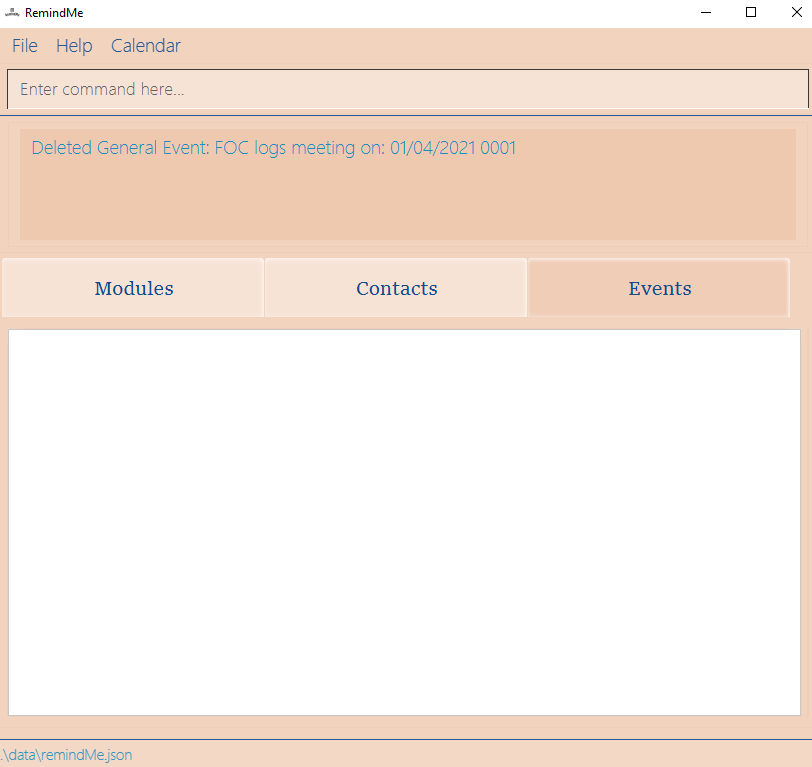 RemindMe
File Help Calendar
Enter command here...
Deleted General Event: FOC logs meeting on: 01/04/2021 0001
Modules Contacts Events
.\data\remindMe.json